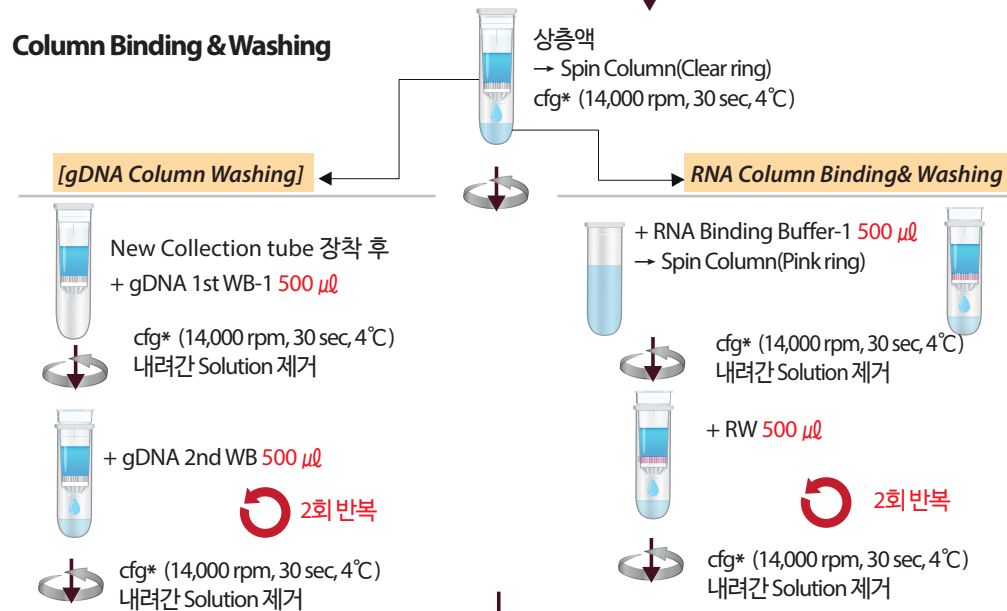 Column Binding & Washing
상층액
→ Spin Column(Clear ring)
cfg* (14,000 rpm, 30 sec, 4℃)
[gDNA Column Washing]
New Collection tube 장착 후
+ gDNA 1st WB-1 500 ㎕
cfg* (14,000 rpm, 30 sec, 4℃)
내려간 Solution 제거
+ gDNA 2nd WB 500 ㎕
2회 반복
cfg* (14,000 rpm, 30 sec, 4℃)
내려간 Solution 제거
RNA Column Binding& Washing
+ RNA Binding Buffer-1 500 ㎕
→ Spin Column(Pink ring)
cfg* (14,000 rpm, 30 sec, 4℃)
내려간 Solution 제거
+ RW 500 ㎕
2회 반복
cfg* (14,000 rpm, 30 sec, 4℃)
내려간 Solution 제거